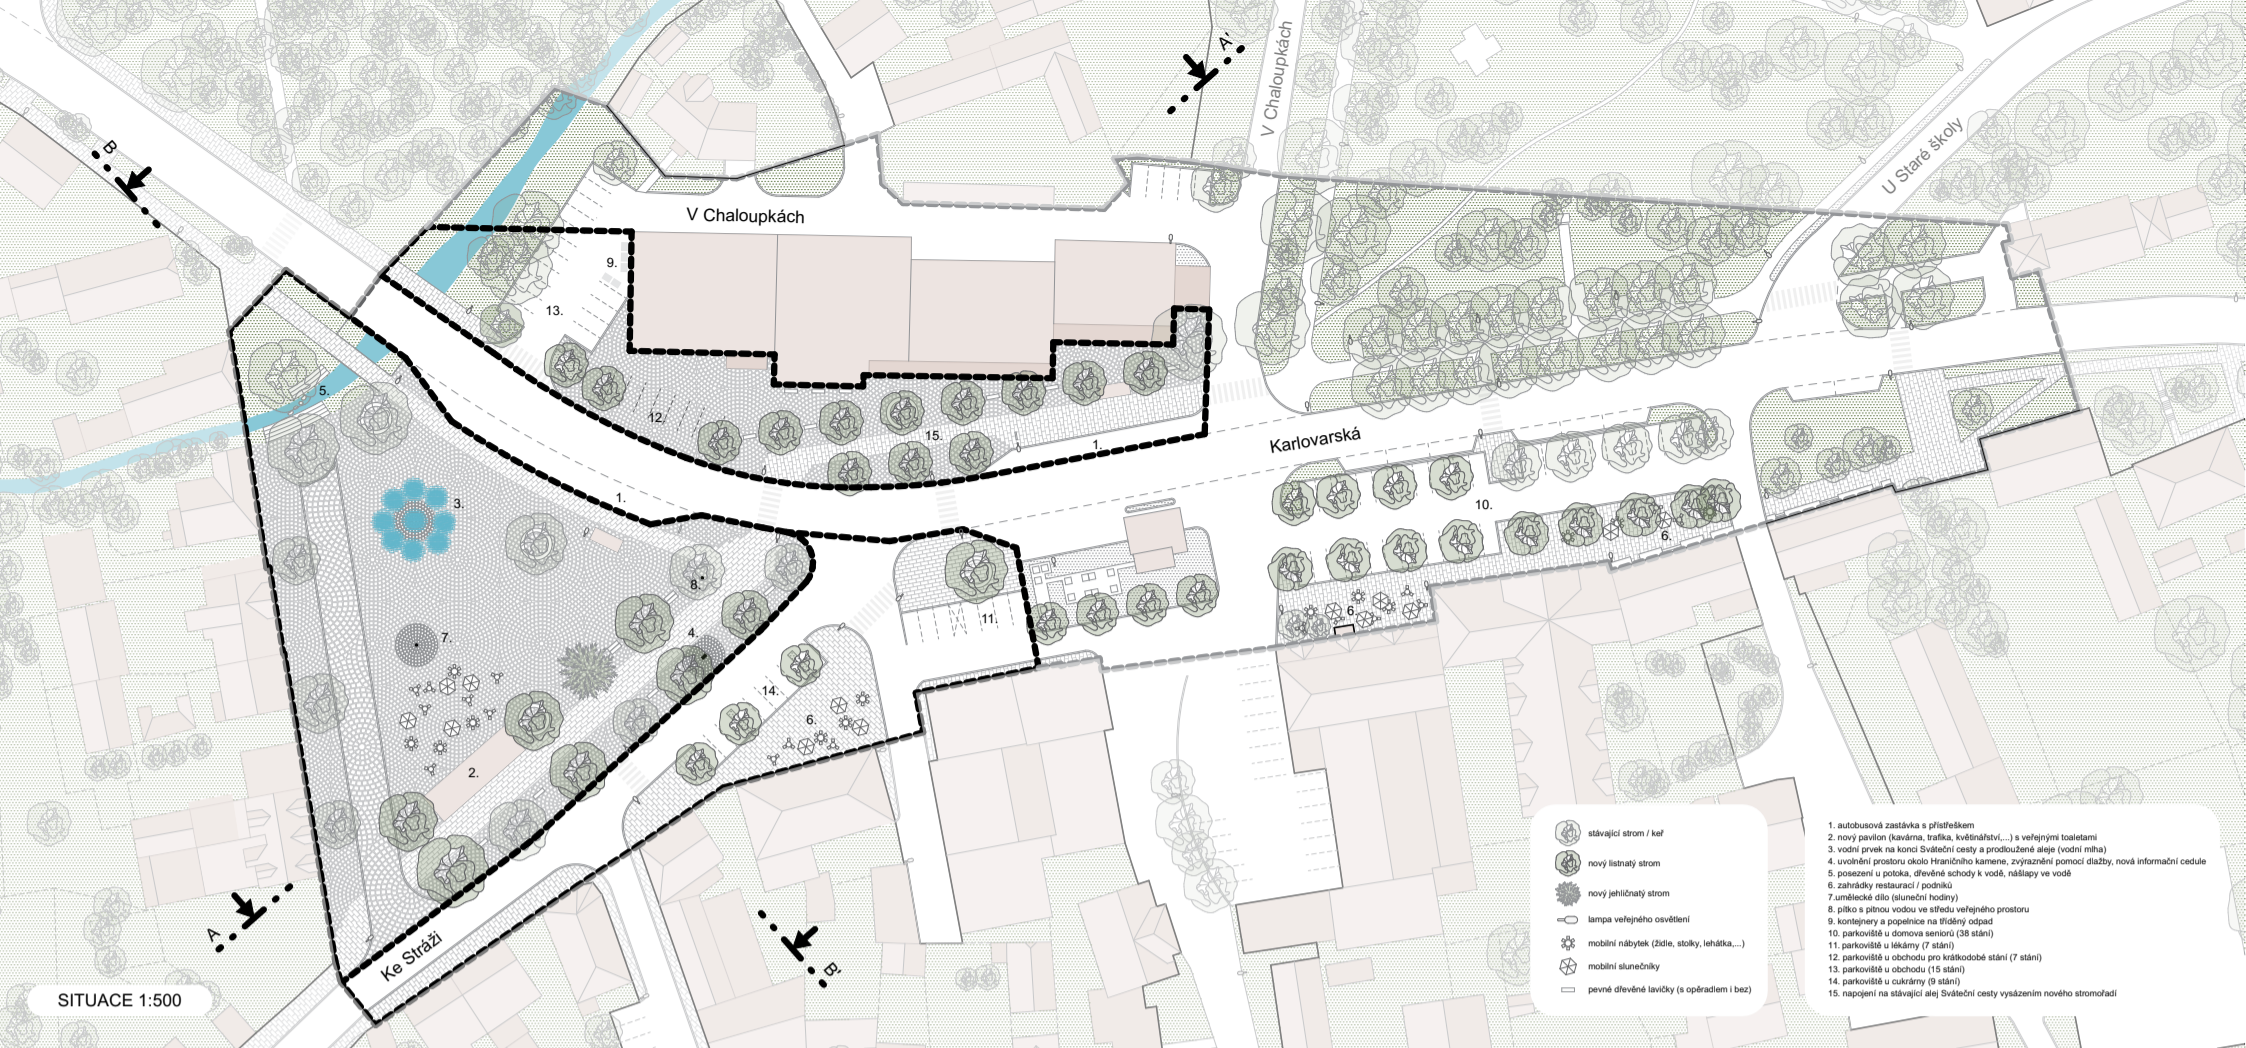 A'
V Chaloupkách
U Staré školy
B
V Chaloupkách
9.
13.
5.
12.
15.
1.
Karlovarská
3.
1.
10.
6.
8.
11.
6.
7.
4.
14.
6.
2.
A
Ke Stráži
B'
SITUACE 1:500
stávající strom / keř
nový listnatý strom
nový jehličnatý strom
lampa veřejného osvětlení
mobilní nábytek (židle, stolky, lehátka,...)
mobilní slunečníky
pevné dřevěné lavičky (s opěradlem i bez)
1. autobusová zastávka s přístřeškem
2. nový pavilon (kavárna, trafika, květinářství,...) s veřejnými toaletami
3. vodní prvek na konci Sváteční cesty a prodloužené aleje (vodní mlha)
4. uvolnění prostoru okolo Hraničního kamene, zvýraznění pomocí dlažby, nová informační cedule
5. posezení u potoka, dřevěné schody k vodě, nášlapy ve vodě
6. zahrádky restaurací / podniků
7.umělecké dílo (sluneční hodiny)
8. pítko s pitnou vodou ve středu veřejného prostoru
9. kontejnery a popelnice na tříděný odpad
10. parkoviště u domova seniorů (38 stání)
11. parkoviště u lékárny (7 stání)
12. parkoviště u obchodu pro krátkodobé stání (7 stání)
13. parkoviště u obchodu (15 stání)
14. parkoviště u cukrárny (9 stání)
15. napojení na stávající alej Sváteční cesty vysázením nového stromořadí